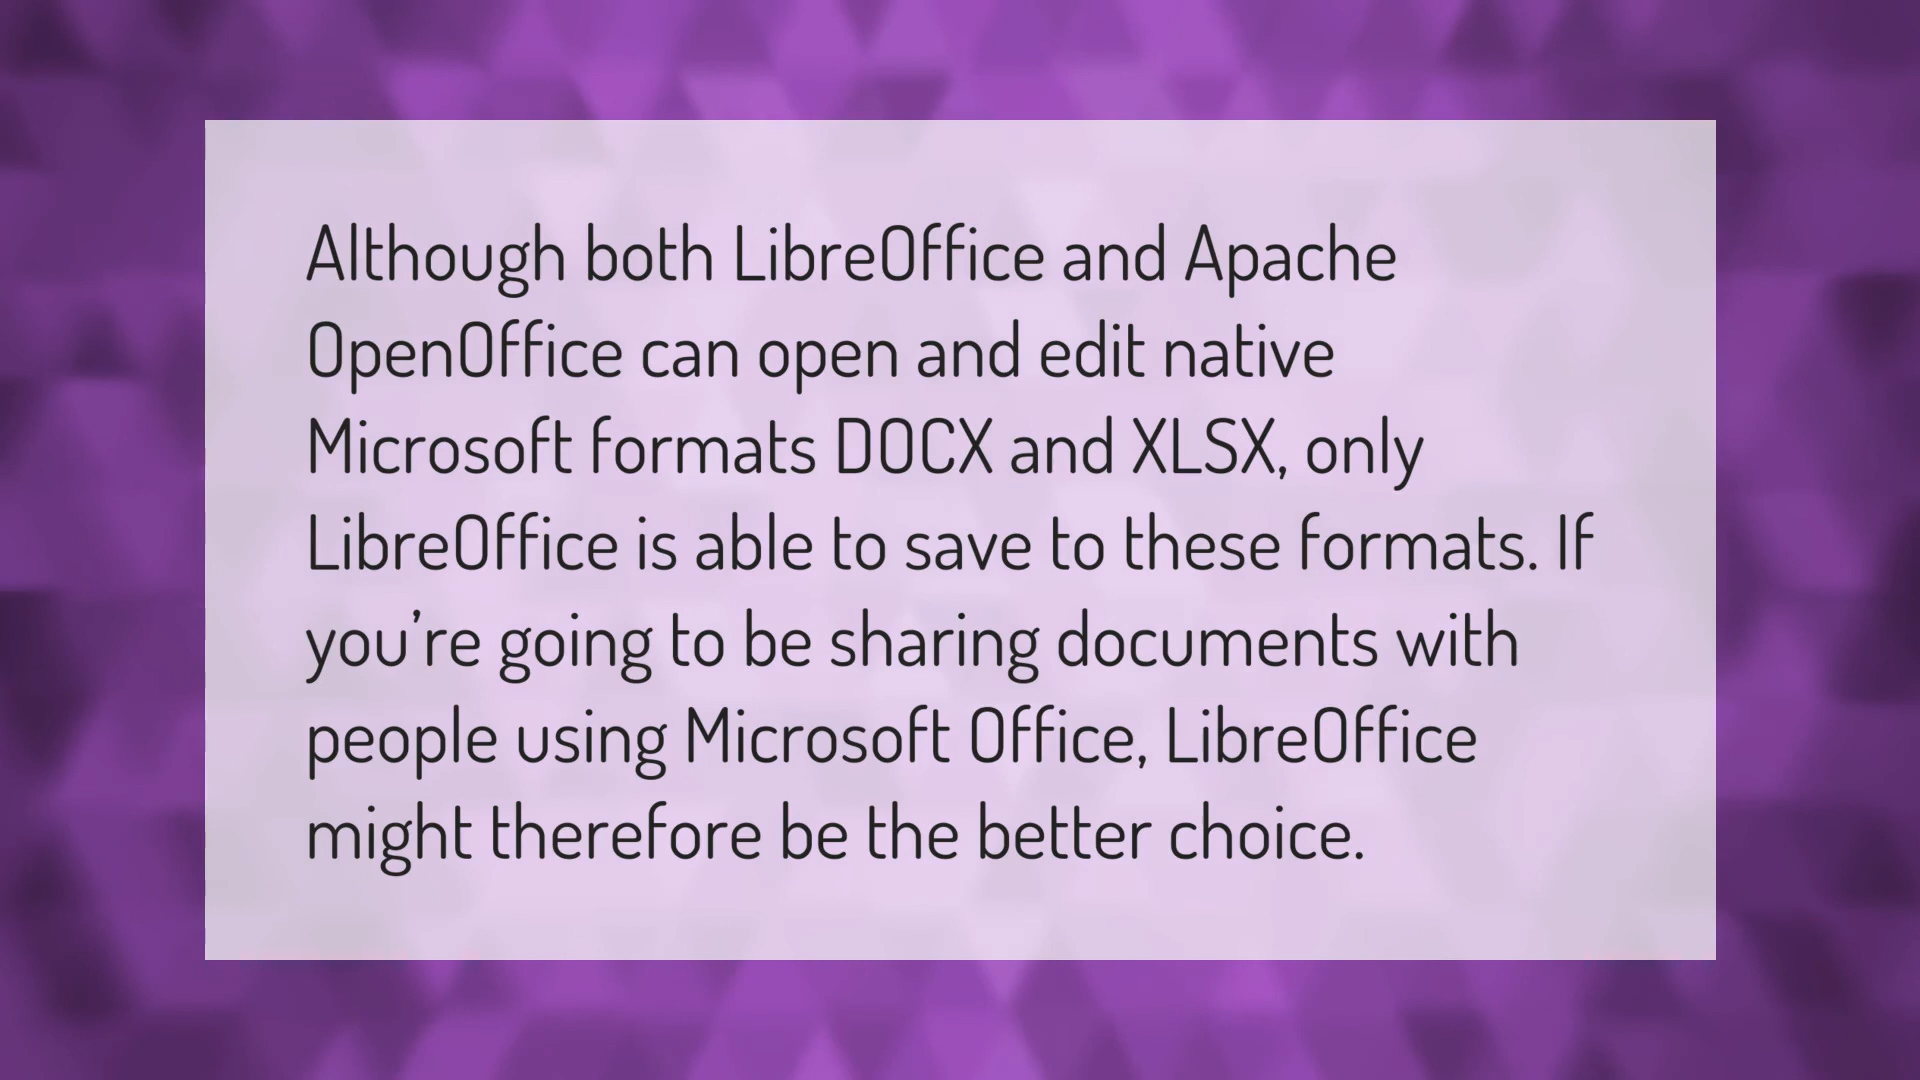 Although both LibreOffice and Apache
OpenOffice can open and edit native
Microsoft formats DOCX and XLSX, only
LibreOffice is able to save to these formats. If
you’re going to be sharing documents with
people using Microsoft Office, LibreOffice
might therefore be the better choice.